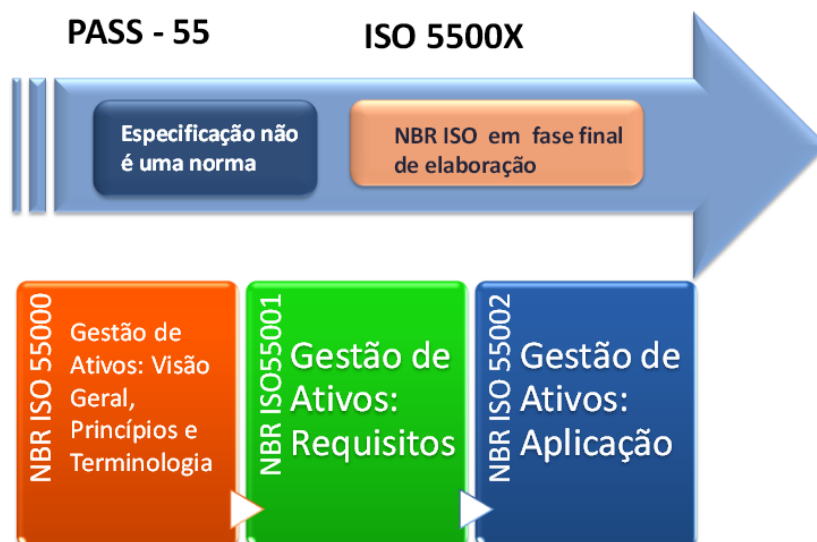 PASS - 55
ISO 5500X
Especificação não
é uma norma
NBR ISO em fase final
de elaboração
NBR ISO 55000
Gestão de
Ativos: Visão
Geral,
Princípios e
Terminologia
NBR ISO55001
Gestão de
Ativos:
Requisitos
NBR ISO 55002
Gestão de
Ativos:
Aplicação